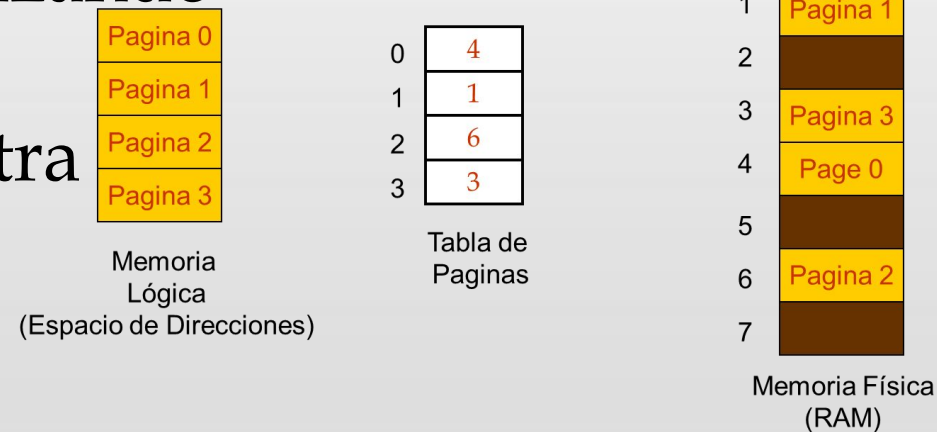 tra
Pagina 0
Pagina 1
Pagina 2
Pagina 3
Memoria
Lógica
(Espacio de Direcciones)
0 4
1 1
2 6
3 3
Tabla de
Paginas
1 Pagina 1
2
3 Pagina 3
4 Page 0
5
6 Pagina 2
7
Memoria Física
(RAM)